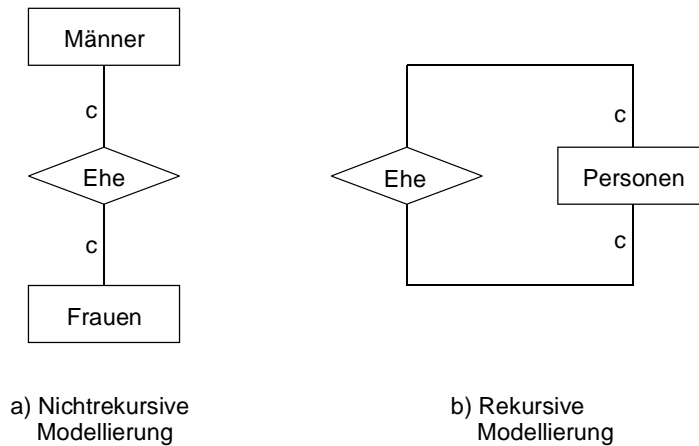 Männer
c
Ehe
c
Frauen
a) Nichtrekursive
Modellierung
c
Ehe
Personen
c
b) Rekursive
Modellierung